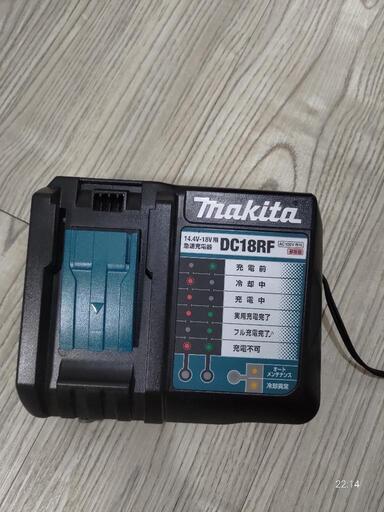 makita
14.4V-18V用
急速充電器
DC18RF
AC100V専用
充電前
冷却中
充電中
実用充電完了
フル充電完了♪
充電不可
オート
メンテナンス
冷却異常
22:14